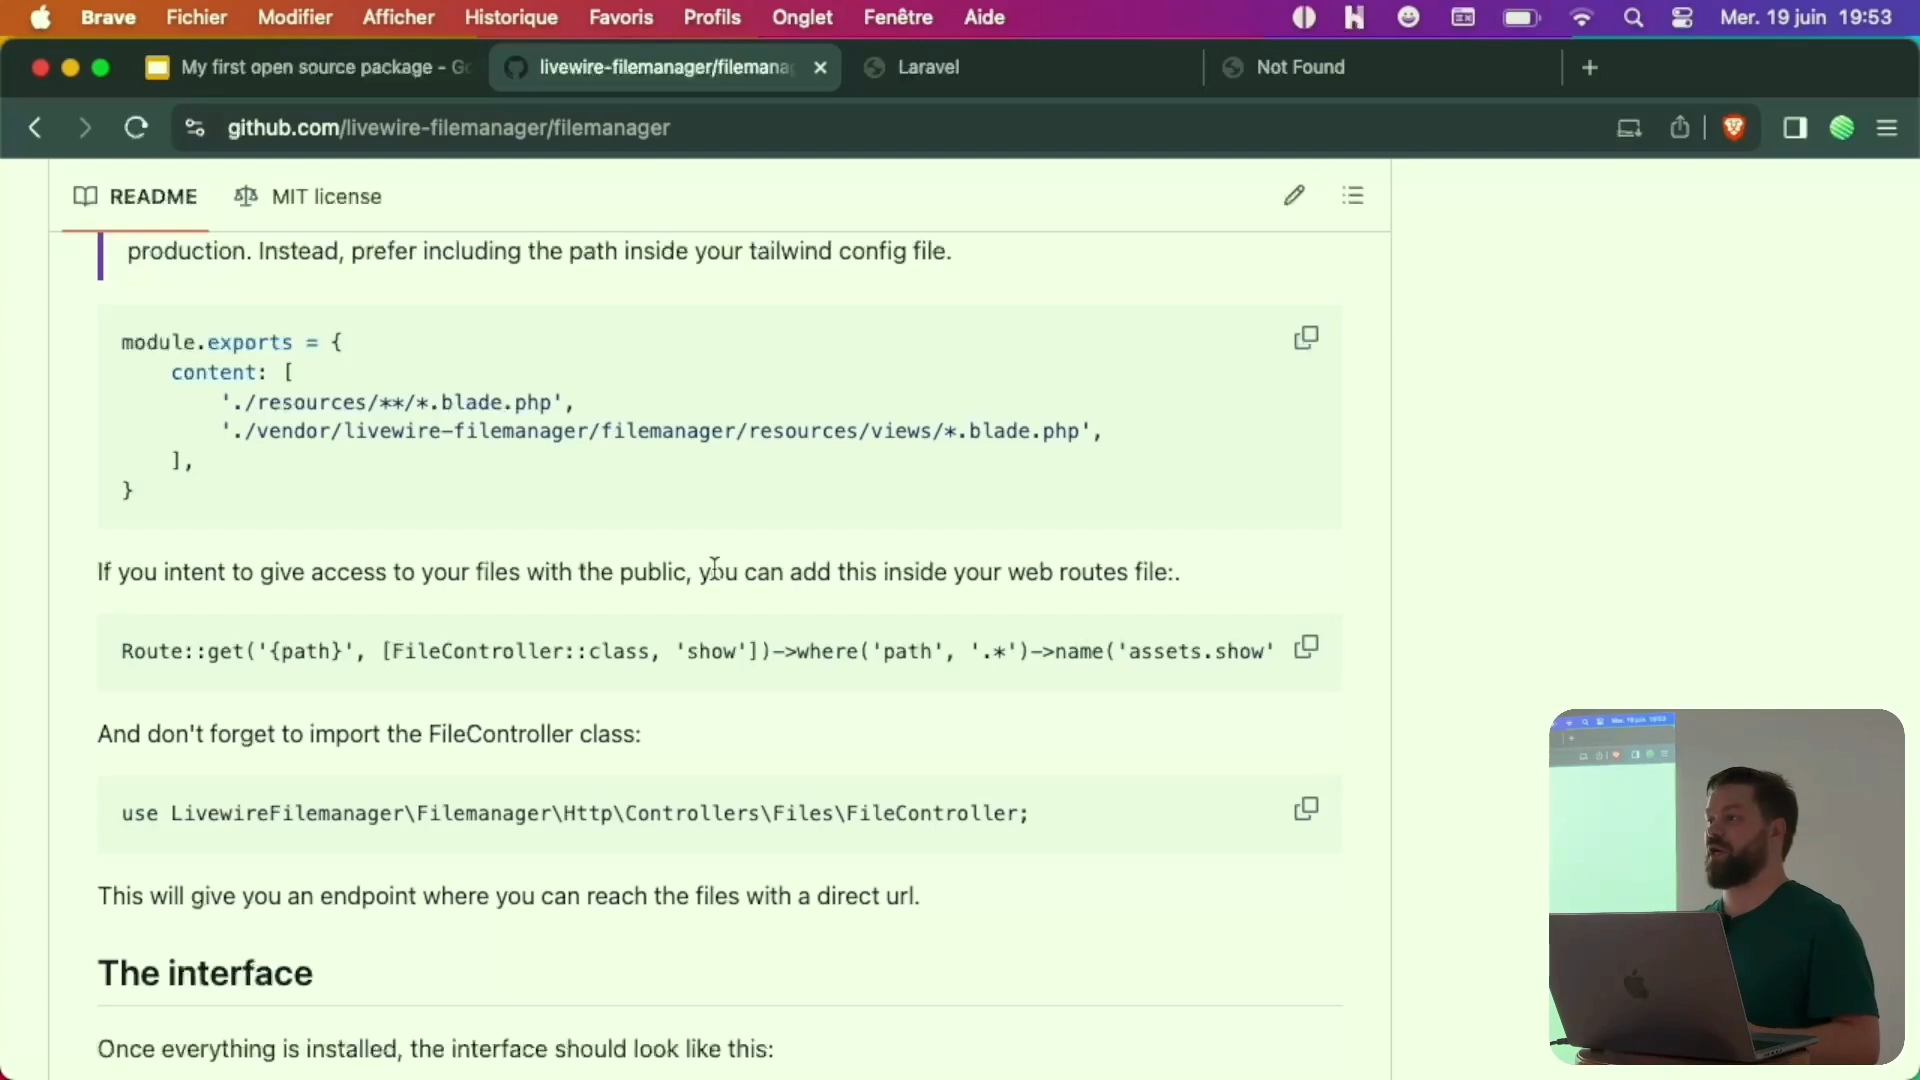 Brave Fichier Modifier Afficher Historique Favoris Profils Onglet Fenêtre Aide Mer. 19 juin 19:53
My first open source package - Go livewire-filemanager/filemana Laravel Not Found
github.com/livewire-filemanager/filemanager
README MIT license
production. Instead, prefer including the path inside your tailwind config file.
module.exports = {
content: [
'./resources/**/*.blade.php',
'./vendor/livewire-filemanager/filemanager/resources/views/*.blade.php',
],
}
If you intent to give access to your files with the public, you can add this inside your web routes file:.
Route::get('{path}', [FileController::class, 'show'])->where('path', '.*')->name('assets.show'
And don't forget to import the FileController class:
use LivewireFilemanager\Filemanager\Http\Controllers\Files\FileController;
This will give you an endpoint where you can reach the files with a direct url.
The interface
Once everything is installed, the interface should look like this: